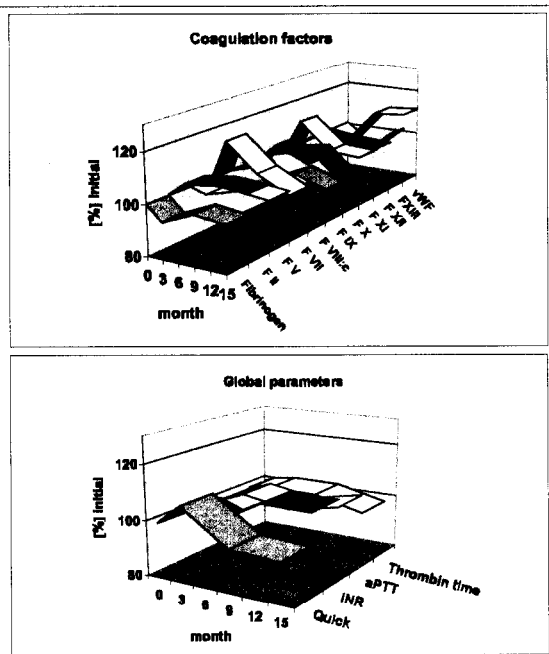 Coagulation factors
[%] initial
120
100
80
0 3 6 9 12 15
month
Fibrinogen
F II
F V
F VII
F VIII:c
F IX
F X
F XI
F XII
FXIII
vWF
Global parameters
[%] initial
120
100
80
0 3 6 9 12 15
month
Quick
INR
aPTT
Thrombin time